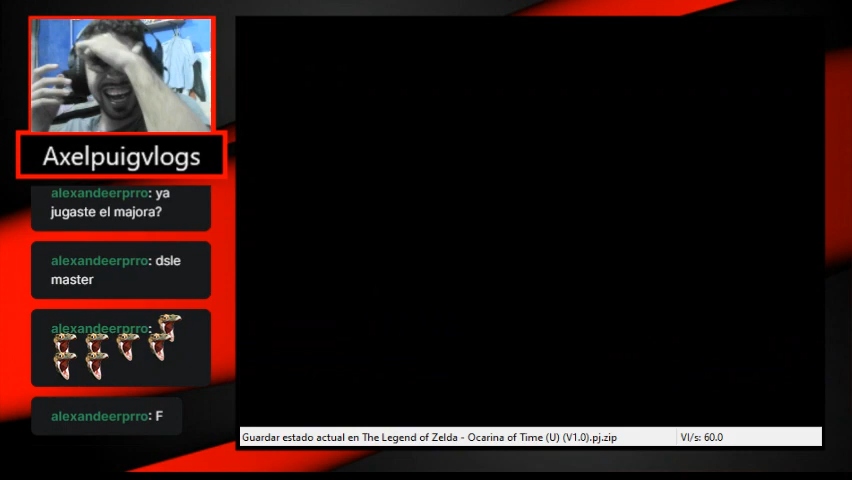 Axelpuigvlogs
alexandeerprro: ya
jugaste el majora?
alexandeerprro: dsle
master
alexandeerprro:
alexandeerprro: F
Guardar estado actual en The Legend of Zelda - Ocarina of Time (U) (V1.0).pj.zip
VI/s: 60.0